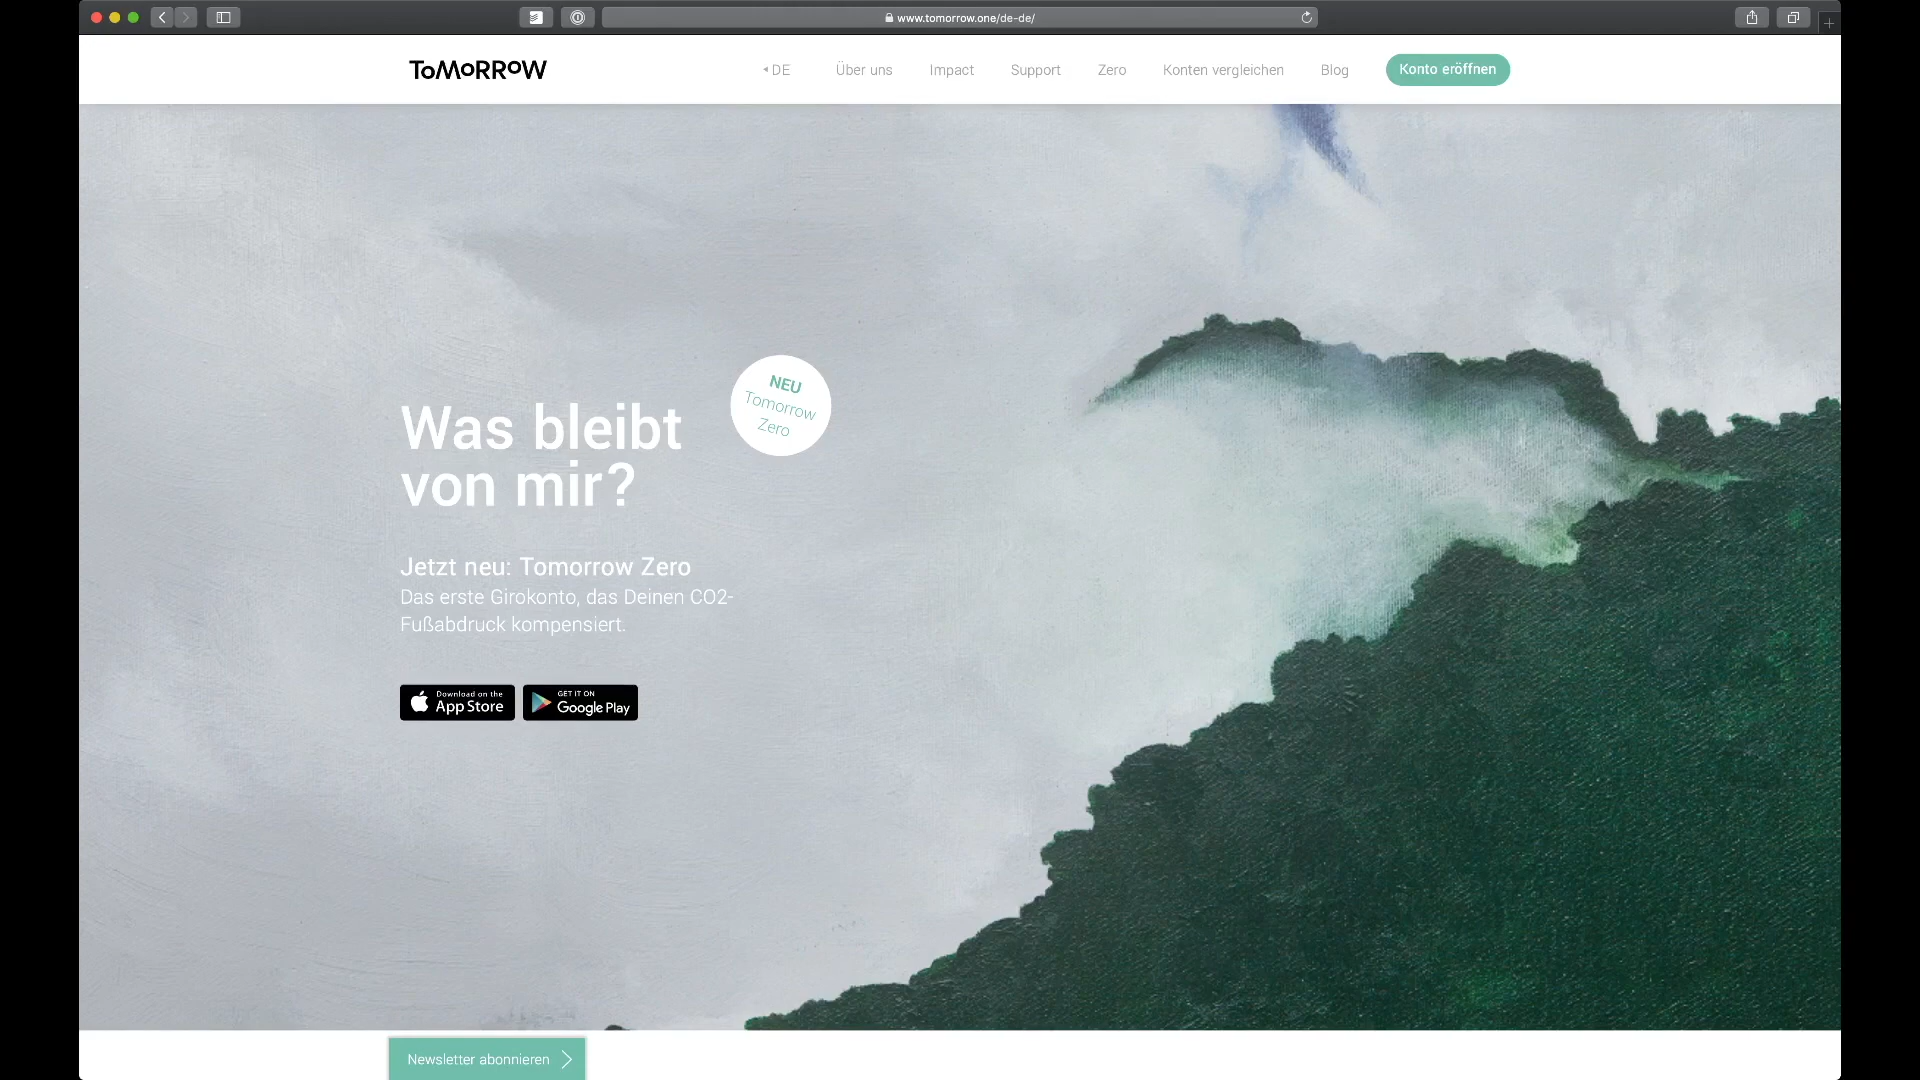 www.tomorrow.one/de-de/
ToMoRRoW
DE
Über uns
Impact
Support
Zero
Konten vergleichen
Blog
Konto eröffnen
NEU
Tomorrow
Zero
Was bleibt
von mir?
Jetzt neu: Tomorrow Zero
Das erste Girokonto, das Deinen CO2-
Fußabdruck kompensiert.
Download on the
App Store
GET IT ON
Google Play
Newsletter abonnieren